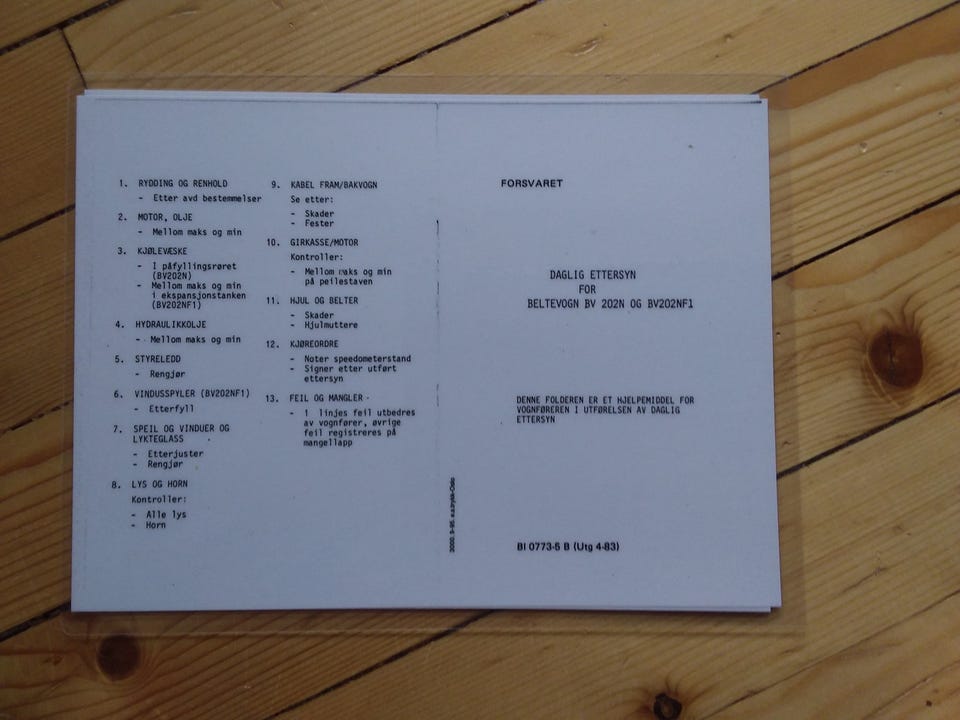 1. RYDDING OG RENHOLD
- Etter avd bestemmelser
2. MOTOR, OLJE
- Mellom maks og min
3. KJØLEVÆSKE
- I påfyllingsrøret
(BV202N)
- Mellom maks og min
i ekspansjonstanken
(BV202NF1)
4. HYDRAULIKKOLJE
- Mellom maks og min
5. STYRELEDD
- Rengjør
6. VINDUSSPYLER (BV202NF1)
- Etterfyll
7. SPEIL OG VINDUER OG
LYKTEGLASS
- Etterjuster
- Rengjør
8. LYS OG HORN
Kontroller:
- Alle lys
- Horn
9. KABEL FRAM/BAKVOGN
Se etter:
- Skader
- Fester
10. GIRKASSE/MOTOR
Kontroller:
- Mellom maks og min
på peilestaven
11. HJUL OG BELTER
- Skader
- Hjulmuttere
12. KJØREORDRE
- Noter speedometerstand
- Signer etter utført
ettersyn
13. FEIL OG MANGLER
- 1 linjes feil utbedres
av vognfører, øvrige
feil registreres på
mangellapp
FORSVARET
DAGLIG ETTERSYN
FOR
BELTEVOGN BV 202N OG BV202NF1
DENNE FOLDEREN ER ET HJELPEMIDDEL FOR
VOGNFØREREN I UTFØRELSEN AV DAGLIG
ETTERSYN
BI 0773-5 B (Utg 4-83)